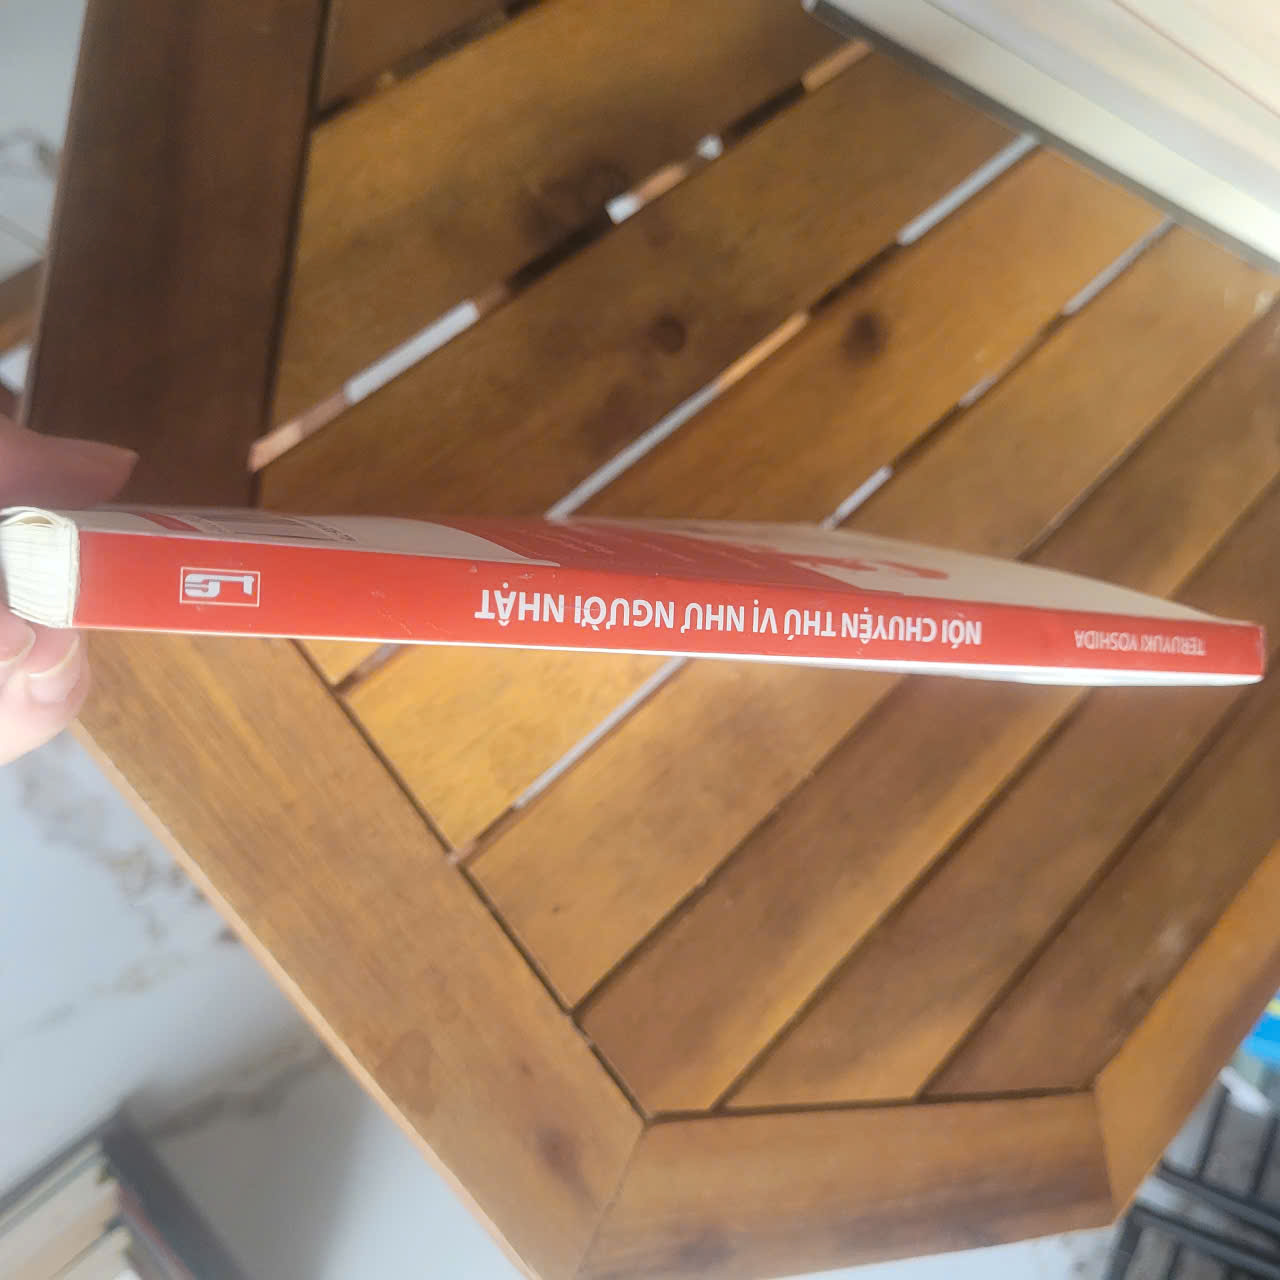 TERUYUKI YOSHIDA
NÓI CHUYỆN THÚ VỊ NHƯ NGƯỜI NHẬT